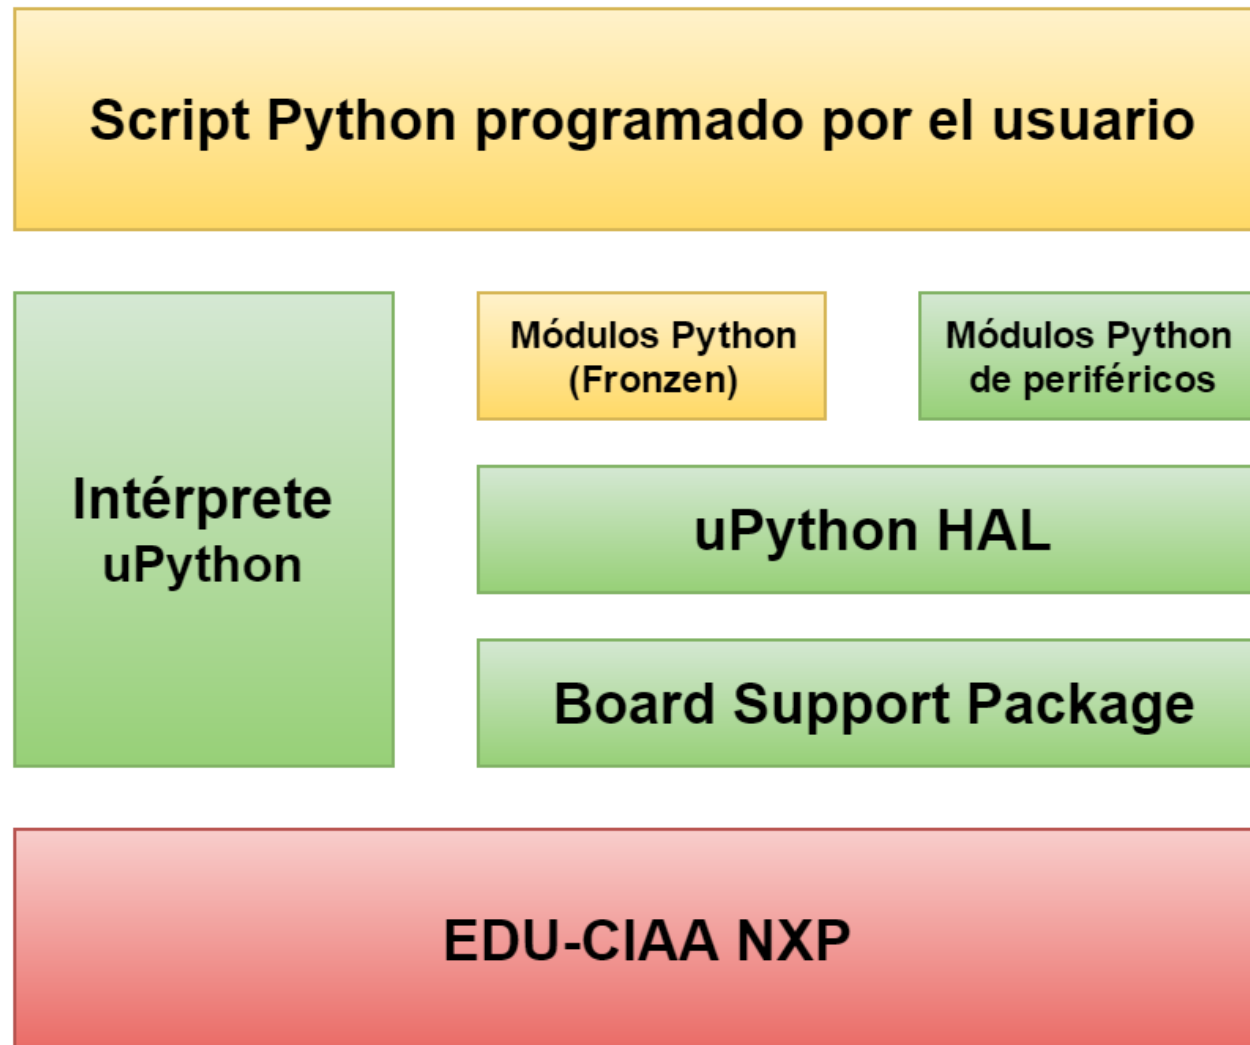 Script Python programado por el usuario
Intérprete
uPython
Módulos Python
(Fronzen)
Módulos Python
de periféricos
uPython HAL
Board Support Package
EDU-CIAA NXP